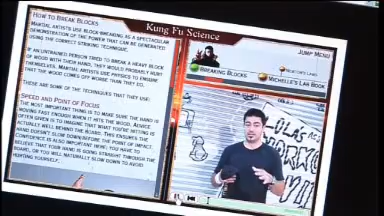 Kung Fu Science
How to Break Blocks
Jump Menu
Martial artists use block-breaking as a spectacular
demonstration of the power that can be generated
using the correct striking technique.
Newton's Laws
Breaking Blocks
Michelle's Lab Book
If an untrained person tried to break a heavy block
of wood with their hand, they would probably hurt
themselves. Martial artists use physics to ensure
that the wood comes off worse than they do.
These are some of the techniques that they use:
Speed and Point of Focus
The most important thing is to make sure the hand is
moving fast enough when it hits the wood. Advice
often given is to imagine that what you're hitting is
actually well behind the board. This ensures the
hand doesn't slow down before the point of impact.
Confidence is also important here: you have to
believe that your hand is going straight through the
board, or you will naturally slow down to avoid
hurting yourself.